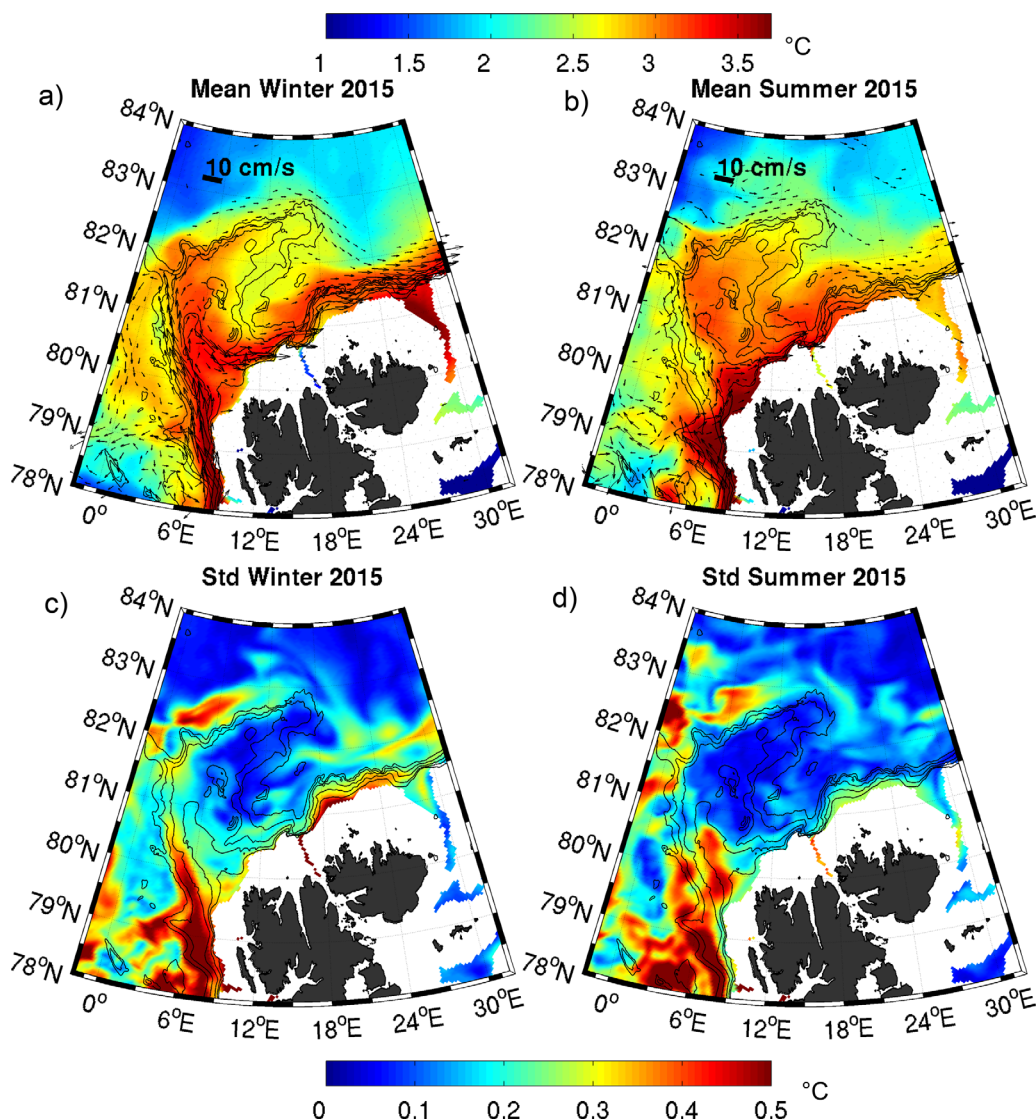 °C
1 1.5 2 2.5 3 3.5
a) Mean Winter 2015
84°N
83°N
82°N
81°N
80°N
79°N
78°N
10 cm/s
0° 6°E 12°E 18°E 24°E 30°E
b) Mean Summer 2015
84°N
83°N
82°N
81°N
80°N
79°N
78°N
10 cm/s
0° 6°E 12°E 18°E 24°E 30°E
c) Std Winter 2015
84°N
83°N
82°N
81°N
80°N
79°N
78°N
0° 6°E 12°E 18°E 24°E 30°E
d) Std Summer 2015
84°N
83°N
82°N
81°N
80°N
79°N
78°N
0° 6°E 12°E 18°E 24°E 30°E
0 0.1 0.2 0.3 0.4 0.5
°C